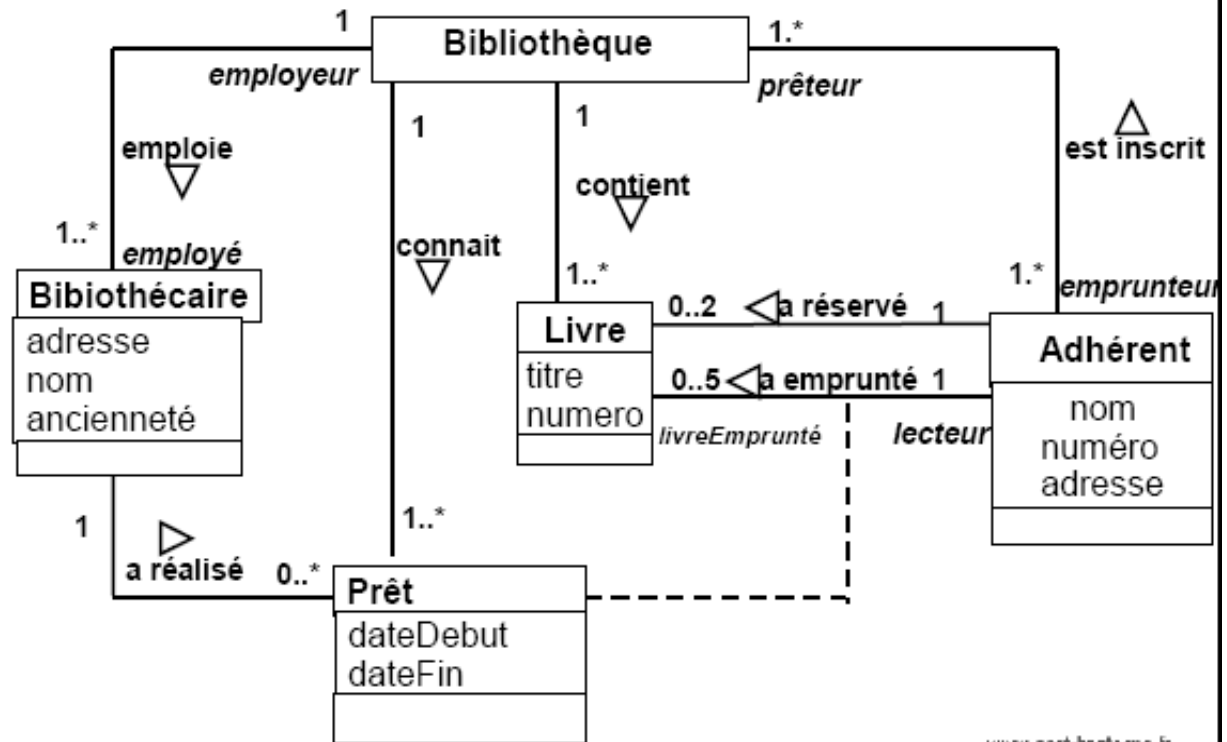 1
Bibliothèque
1.*
employeur
prêteur
1
1
emploie
est inscrit
contient
1..*
employé
connait
1..*
1.*
emprunteur
Bibiothécaire
adresse
nom
ancienneté
Livre
titre
numero
0..2
a réservé
1
0..5
a emprunté
1
livreEmprunté
lecteur
Adhérent
nom
numéro
adresse
1
a réalisé
0..*
1..*
Prêt
dateDebut
dateFin